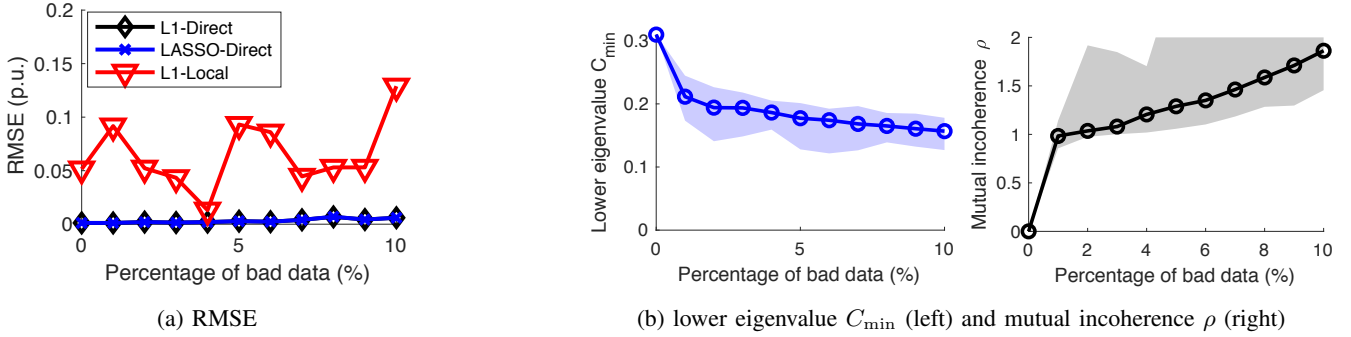 0.2
0.15
0.1
0.05
0
RMSE (p.u.)
L1-Direct
LASSO-Direct
L1-Local
0 5 10
Percentage of bad data (%)
(a) RMSE
0.3
0.2
0.1
Lower eigenvalue C_min
0 5 10
Percentage of bad data (%)
2
1.5
1
0.5
0
Mutual incoherence ρ
0 2 4 6 8 10
Percentage of bad data (%)
(b) lower eigenvalue C_min (left) and mutual incoherence ρ (right)